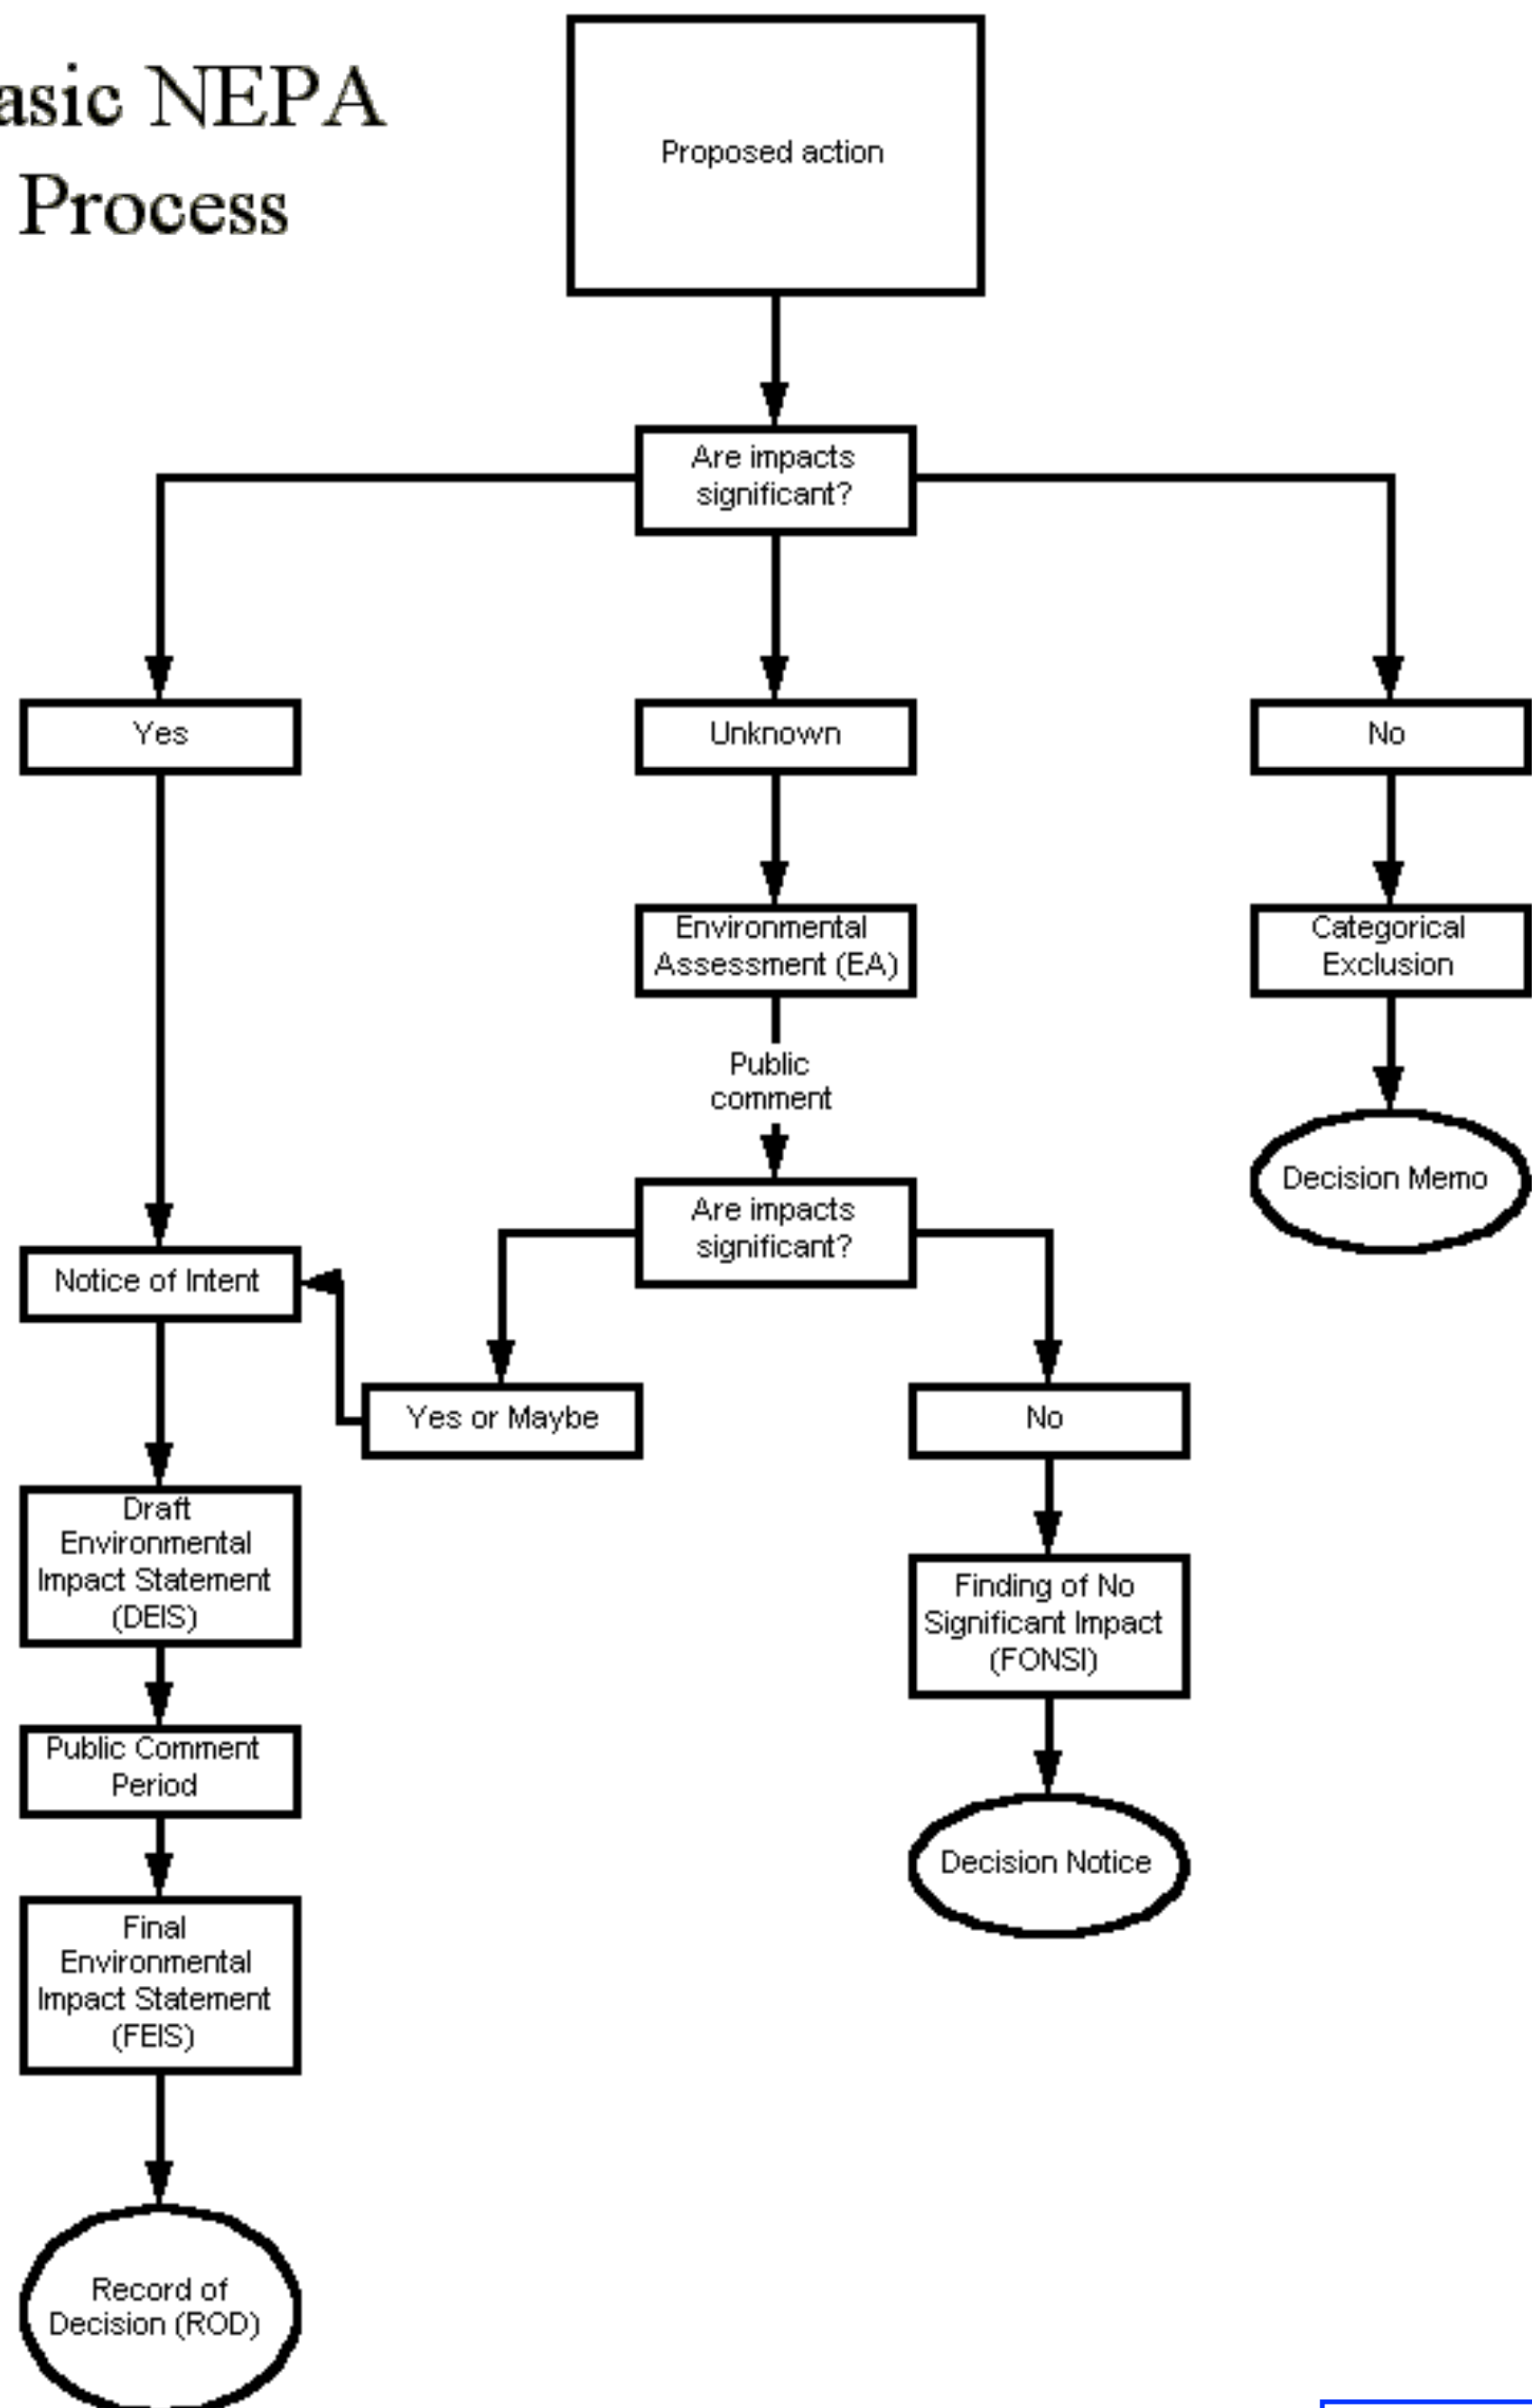 asic NEPA
Process
Proposed action
Are impacts
significant?
Yes
Unknown
No
Environmental
Assessment (EA)
Categorical
Exclusion
Public
comment
Decision Memo
Are impacts
significant?
Notice of Intent
Yes or Maybe
No
Draft
Environmental
Impact Statement
(DEIS)
Finding of No
Significant Impact
(FONSI)
Public Comment
Period
Decision Notice
Final
Environmental
Impact Statement
(FEIS)
Record of
Decision (ROD)